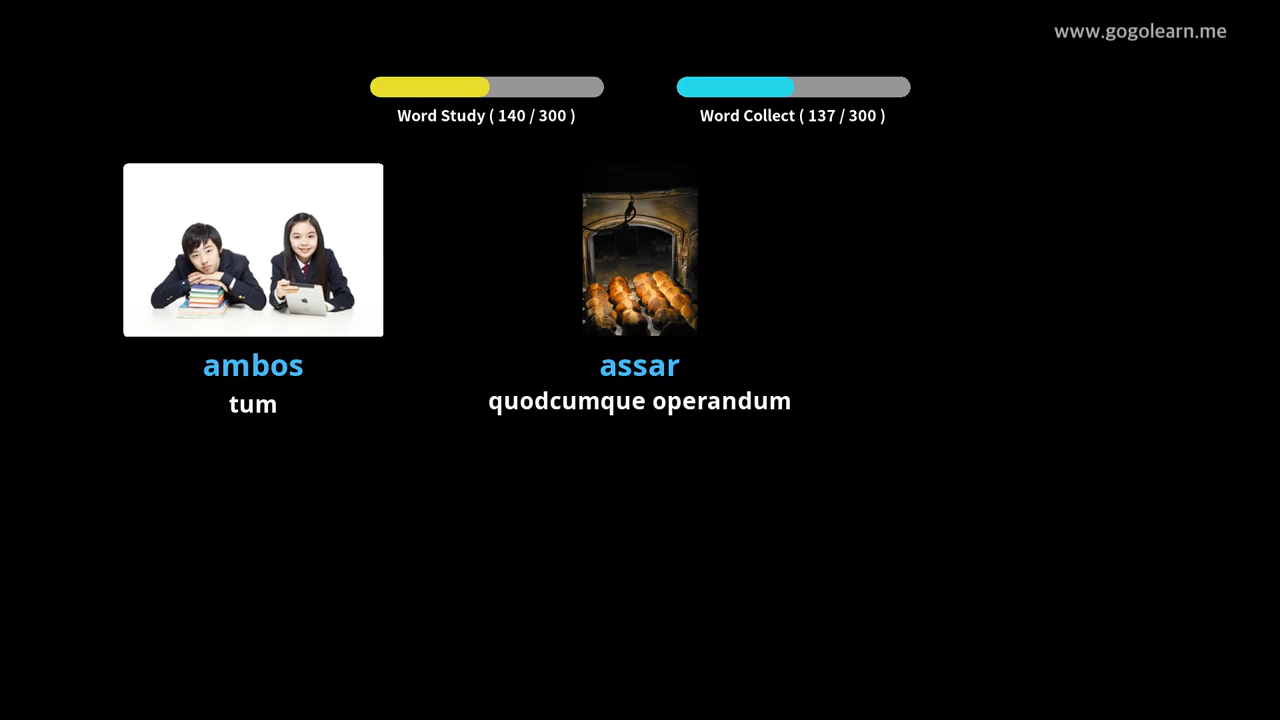 www.gogolearn.me
Word Study ( 140 / 300 )
Word Collect ( 137 / 300 )
ambos
tum
assar
quodcumque operandum